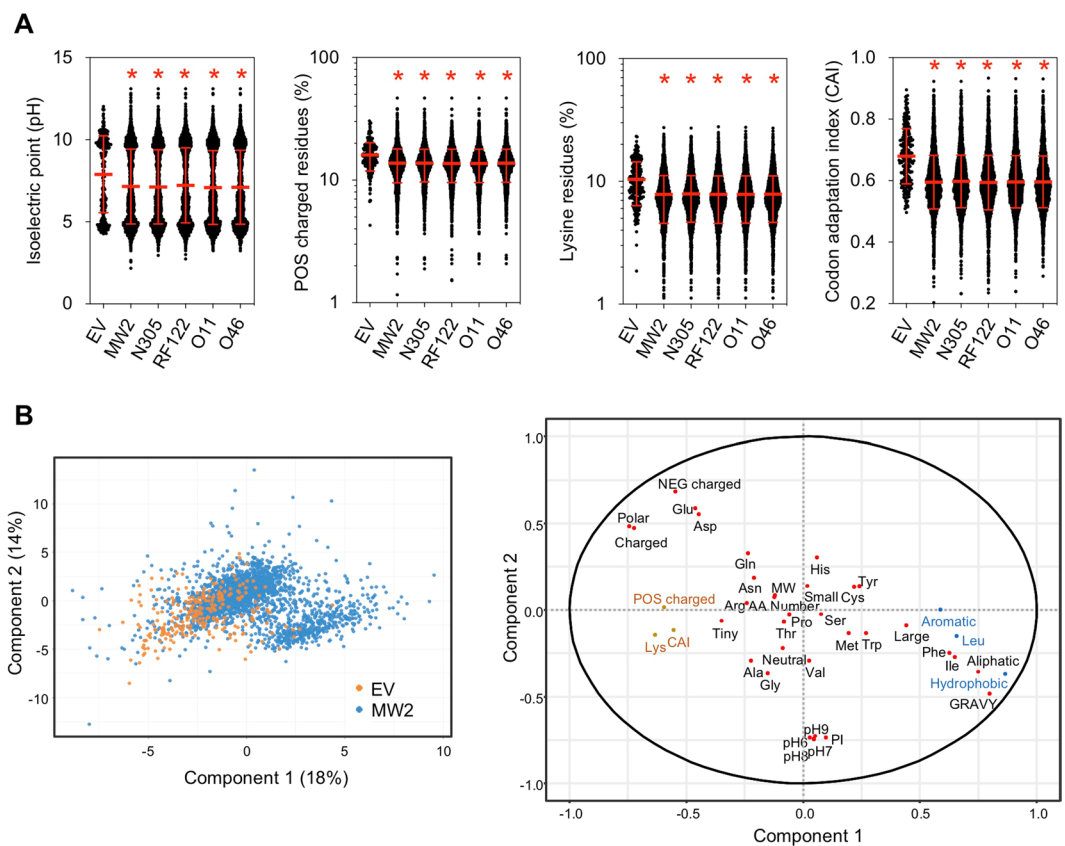 A
Isoelectric point (pH)
15
10
5
0
* * * * *
EV
MW2
N305
RF122
O11
O46
POS charged residues (%)
100
10
1
* * * * *
EV
MW2
N305
RF122
O11
O46
Lysine residues (%)
100
10
1
* * * * *
EV
MW2
N305
RF122
O11
O46
Codon adaptation index (CAI)
1.0
0.8
0.6
0.4
0.2
* * * * *
EV
MW2
N305
RF122
O11
O46
B
Component 2 (14%)
10
5
0
-5
-10
EV
MW2
-5 0 5 10
Component 1 (18%)
Component 2
1.0
0.5
0.0
-0.5
-1.0
NEG charged
Glu
Asp
Polar
Charged
Gln
His
Asn
MW
Tyr
POS charged
Small Cys
Arg AA Number
Aromatic
Tiny
Pro
Ser
Thr
Large
Leu
Lys CAI
Met Trp
Phe
Neutral
Ile
Aliphatic
Ala
Val
Gly
Hydrophobic
GRAVY
pH9
pH6
PI
pH8
pH7
-1.0 -0.5 0.0 0.5 1.0
Component 1